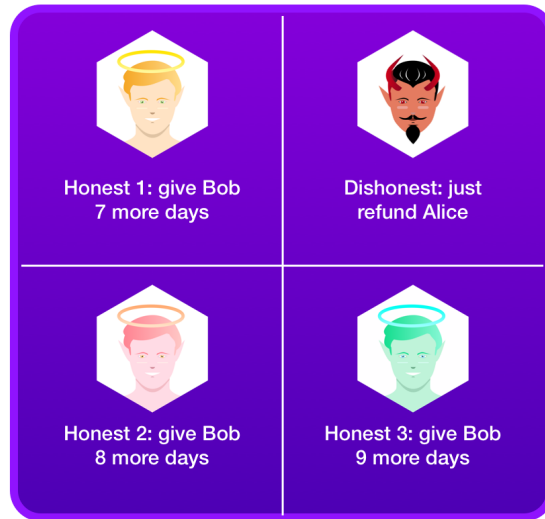 Honest 1: give Bob
7 more days
Dishonest: just
refund Alice
Honest 2: give Bob
8 more days
Honest 3: give Bob
9 more days